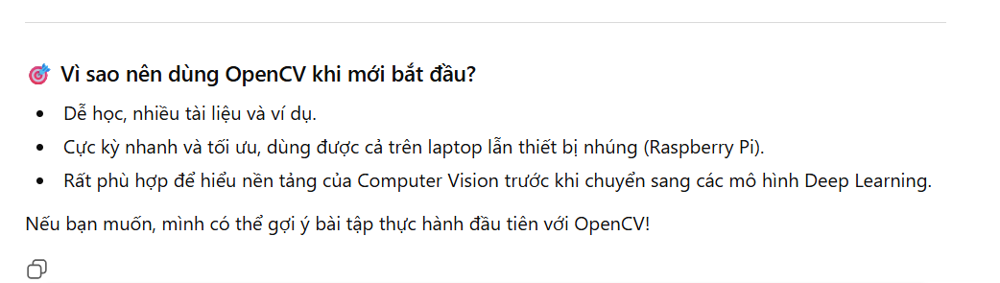 🎯 Vì sao nên dùng OpenCV khi mới bắt đầu?
• Dễ học, nhiều tài liệu và ví dụ.
• Cực kỳ nhanh và tối ưu, dùng được cả trên laptop lẫn thiết bị nhúng (Raspberry Pi).
• Rất phù hợp để hiểu nền tảng của Computer Vision trước khi chuyển sang các mô hình Deep Learning.
Nếu bạn muốn, mình có thể gợi ý bài tập thực hành đầu tiên với OpenCV!